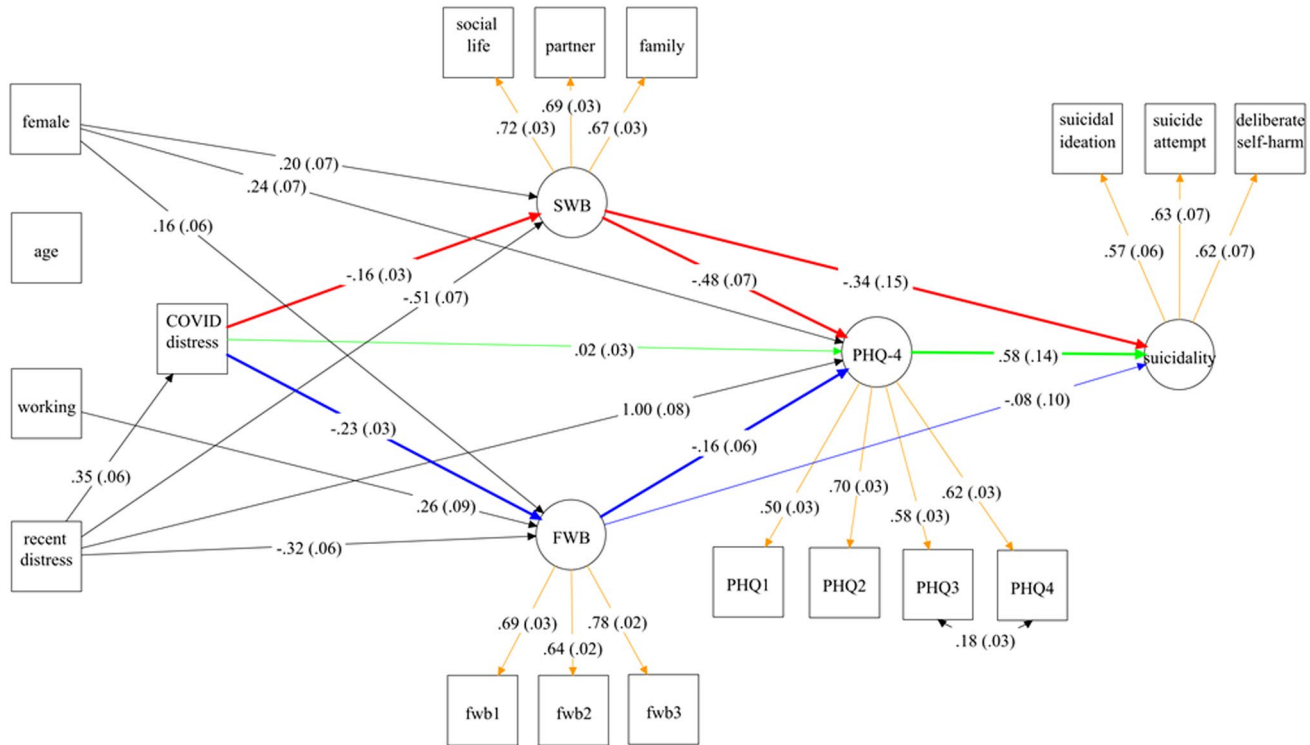 social
life
partner
family
female
.69 (.03)
.72 (.03)
.67 (.03)
suicidal
ideation
suicide
attempt
deliberate
self-harm
.20 (.07)
.24 (.07)
SWB
.16 (.06)
.63 (.07)
.57 (.06)
.62 (.07)
age
-.16 (.03)
-.51 (.07)
-.48 (.07)
-.34 (.15)
COVID
distress
.02 (.03)
PHQ-4
.58 (.14)
suicidality
working
1.00 (.08)
-.08 (.10)
-.23 (.03)
-.16 (.06)
.35 (.06)
.26 (.09)
.50 (.03)
.70 (.03)
.58 (.03)
.62 (.03)
recent
distress
-.32 (.06)
FWB
PHQ1
PHQ2
PHQ3
PHQ4
.69 (.03)
.64 (.02)
.78 (.02)
.18 (.03)
fwb1
fwb2
fwb3